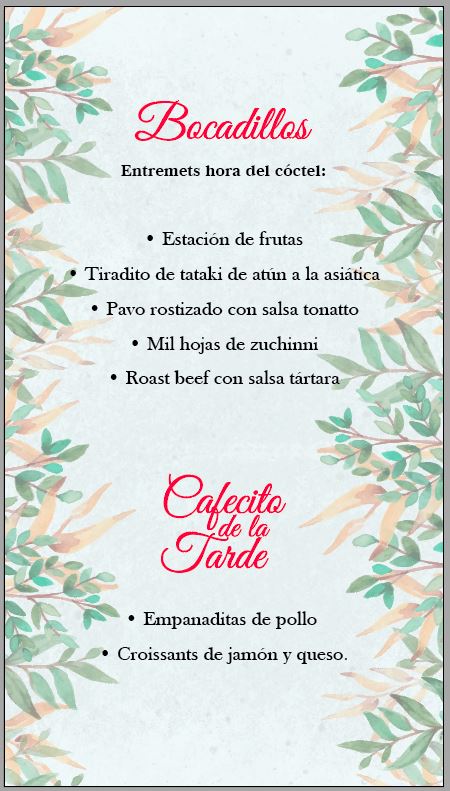 Bocadillos
Entremets hora del cóctel:
• Estación de frutas
• Tiradito de tataki de atún a la asiática
• Pavo rostizado con salsa tonatto
• Mil hojas de zuchinni
• Roast beef con salsa tártara
Cafecito
de la
Tarde
• Empanaditas de pollo
• Croissants de jamón y queso.